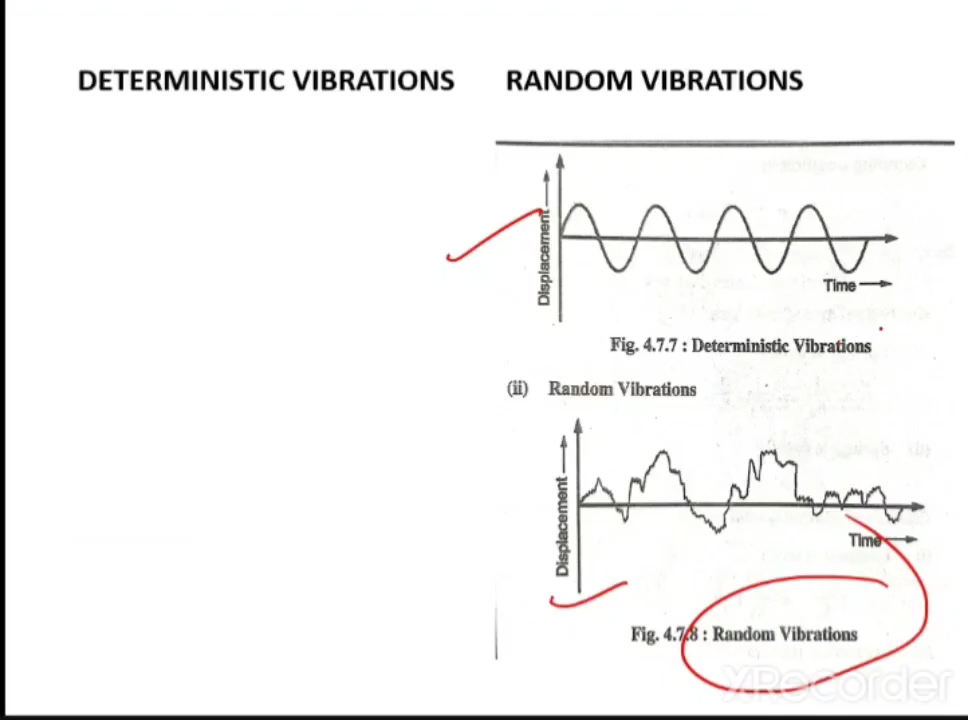 DETERMINISTIC VIBRATIONS RANDOM VIBRATIONS
Displacement
Time
Fig. 4.7.7 : Deterministic Vibrations
(ii) Random Vibrations
Displacement
Time
Fig. 4.7.8 : Random Vibrations
XRecorder